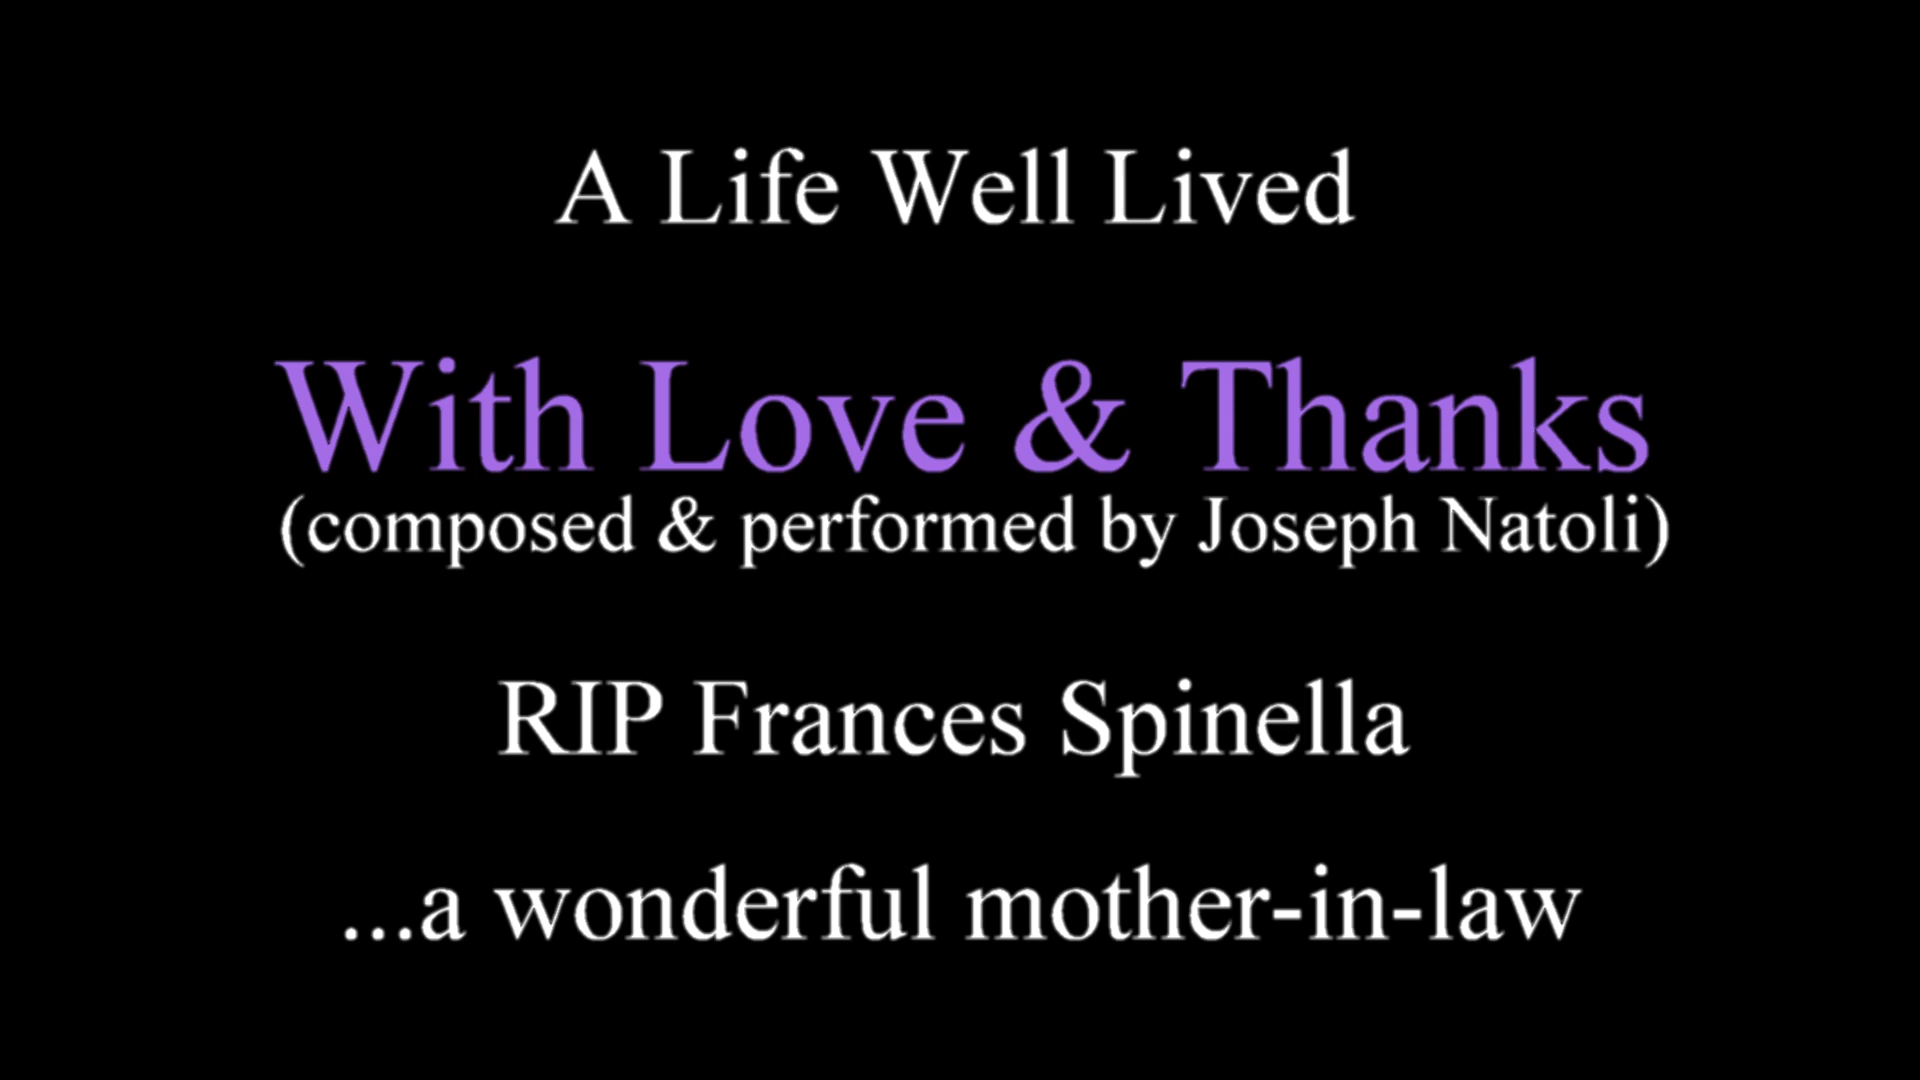 A Life Well Lived
With Love & Thanks
(composed & performed by Joseph Natoli)
RIP Frances Spinella
...a wonderful mother-in-law